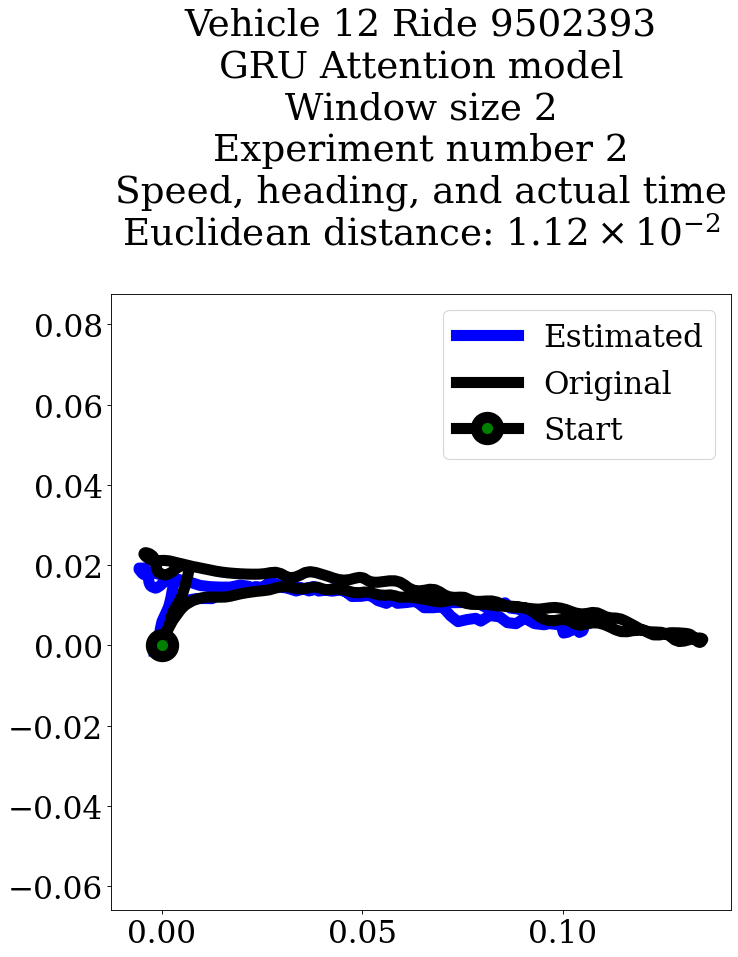 Vehicle 12 Ride 9502393
GRU Attention model
Window size 2
Experiment number 2
Speed, heading, and actual time
Euclidean distance: 1.12 × 10⁻²
Estimated
Original
Start
0.08
0.06
0.04
0.02
0.00
−0.02
−0.04
−0.06
0.00 0.05 0.10